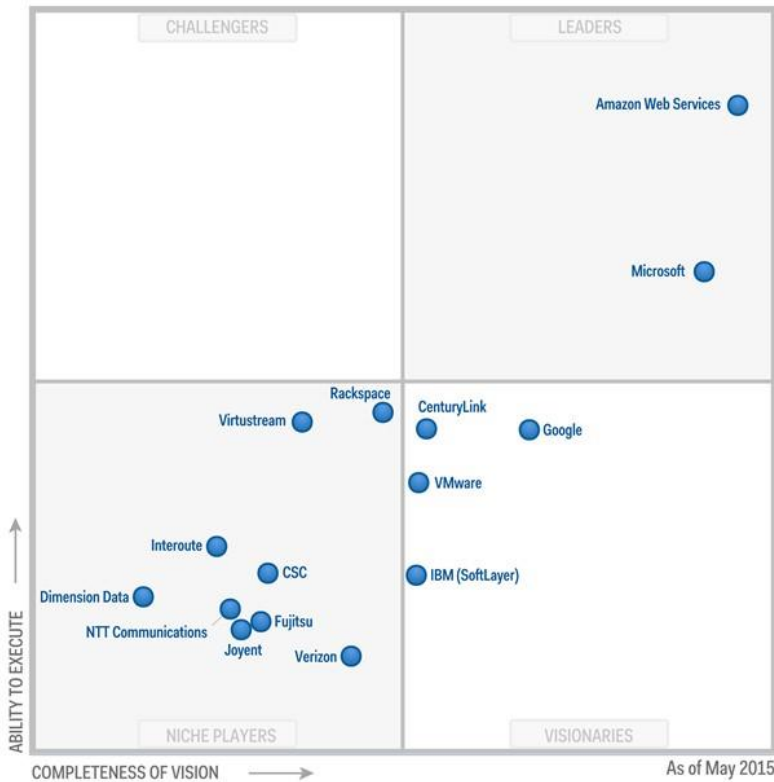 CHALLENGERS
LEADERS
Amazon Web Services
Microsoft
Rackspace
Virtustream
CenturyLink
Google
VMware
Interoute
CSC
IBM (SoftLayer)
Dimension Data
NTT Communications
Fujitsu
Joyent
Verizon
ABILITY TO EXECUTE
NICHE PLAYERS
VISIONARIES
COMPLETENESS OF VISION
As of May 2015